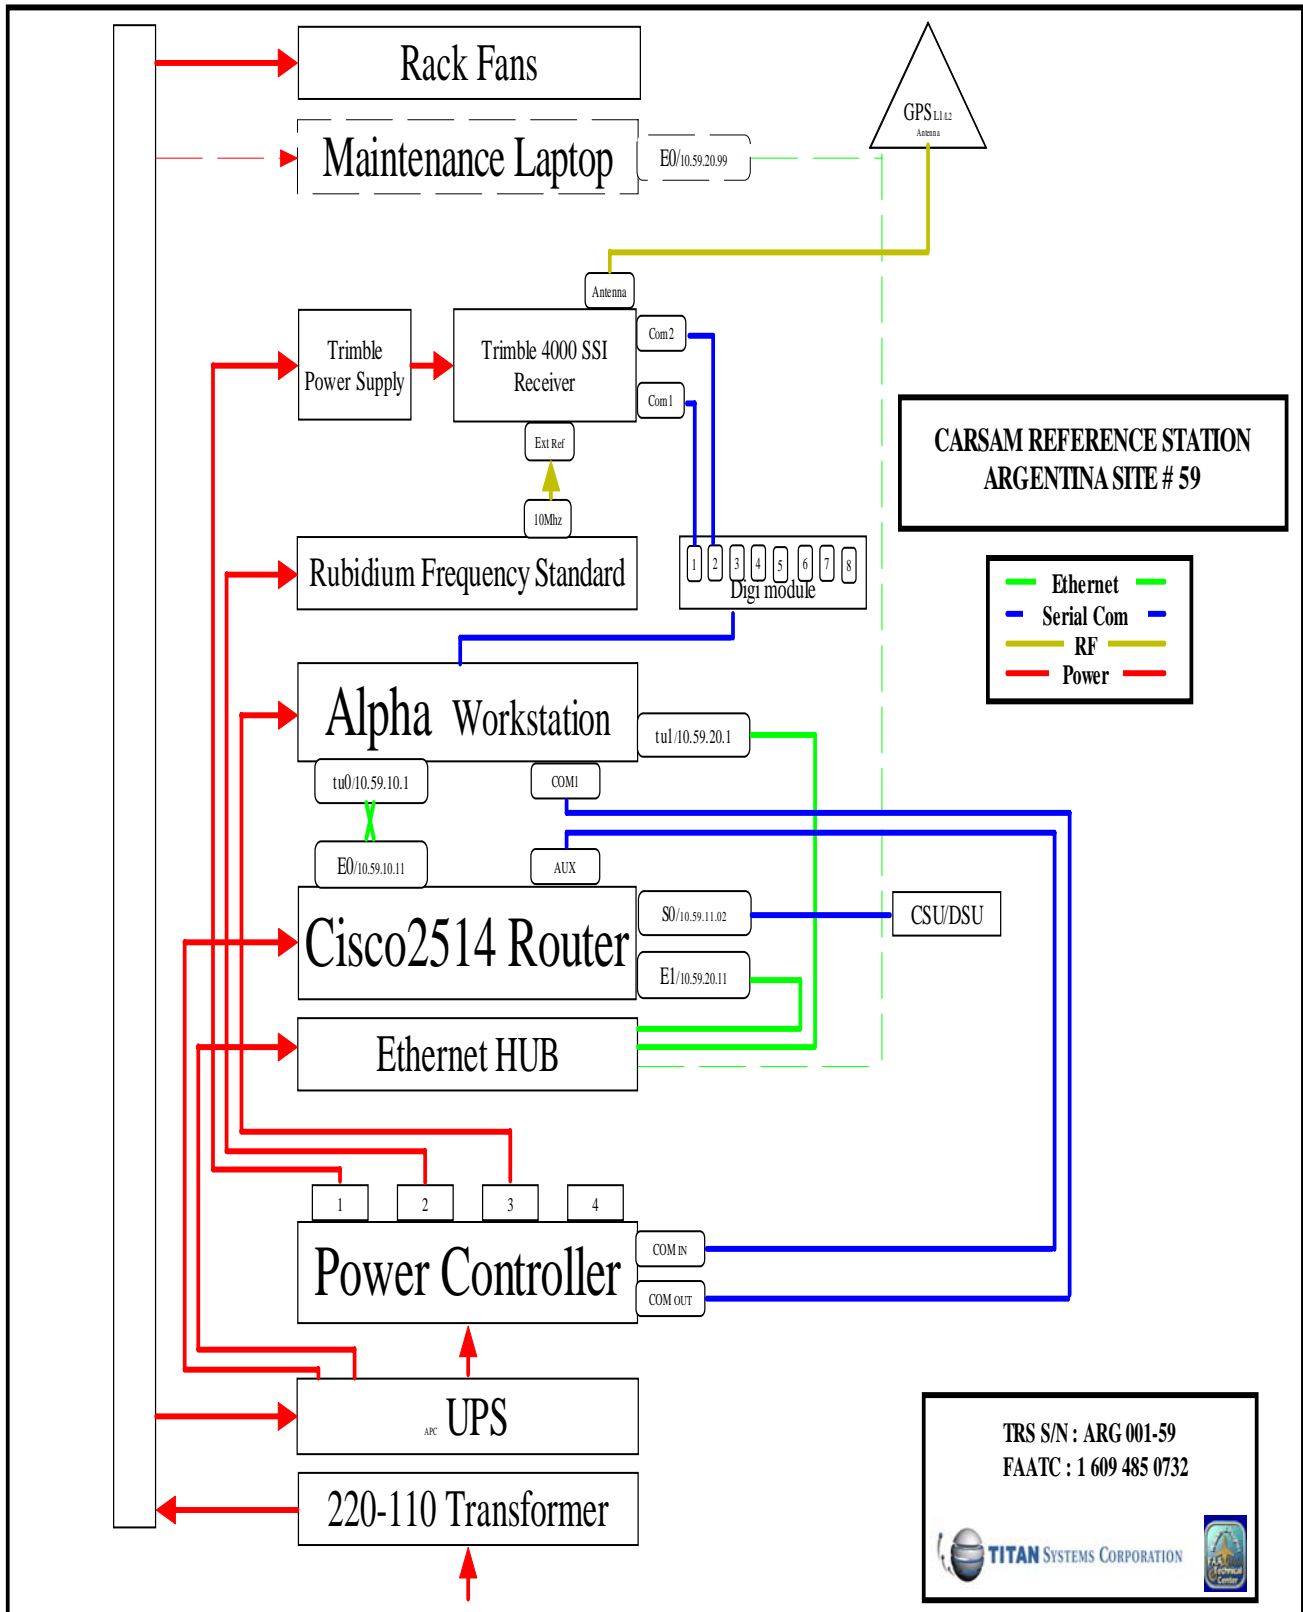 Rack Fans
Maintenance Laptop
E0/10.59.20.99
GPS L1/L2
Antenna
Antenna
Trimble
Power Supply
Trimble 4000 SSI
Receiver
Com2
Com1
Ext Ref
10Mhz
CARSAM REFERENCE STATION
ARGENTINA SITE # 59
Rubidium Frequency Standard
1 2 3 4 5 6 7 8
Digi module
Ethernet
Serial Com
RF
Power
Alpha Workstation
tu1/10.59.20.1
tu0/10.59.10.1
COM1
E0/10.59.10.11
AUX
Cisco2514 Router
S0/10.59.11.02
CSU/DSU
E1/10.59.20.11
Ethernet HUB
1 2 3 4
Power Controller
COM IN
COM OUT
APC UPS
220-110 Transformer
TRS S/N : ARG 001-59
FAATC : 1 609 485 0732
TITAN SYSTEMS CORPORATION
FAA
Technical
Center